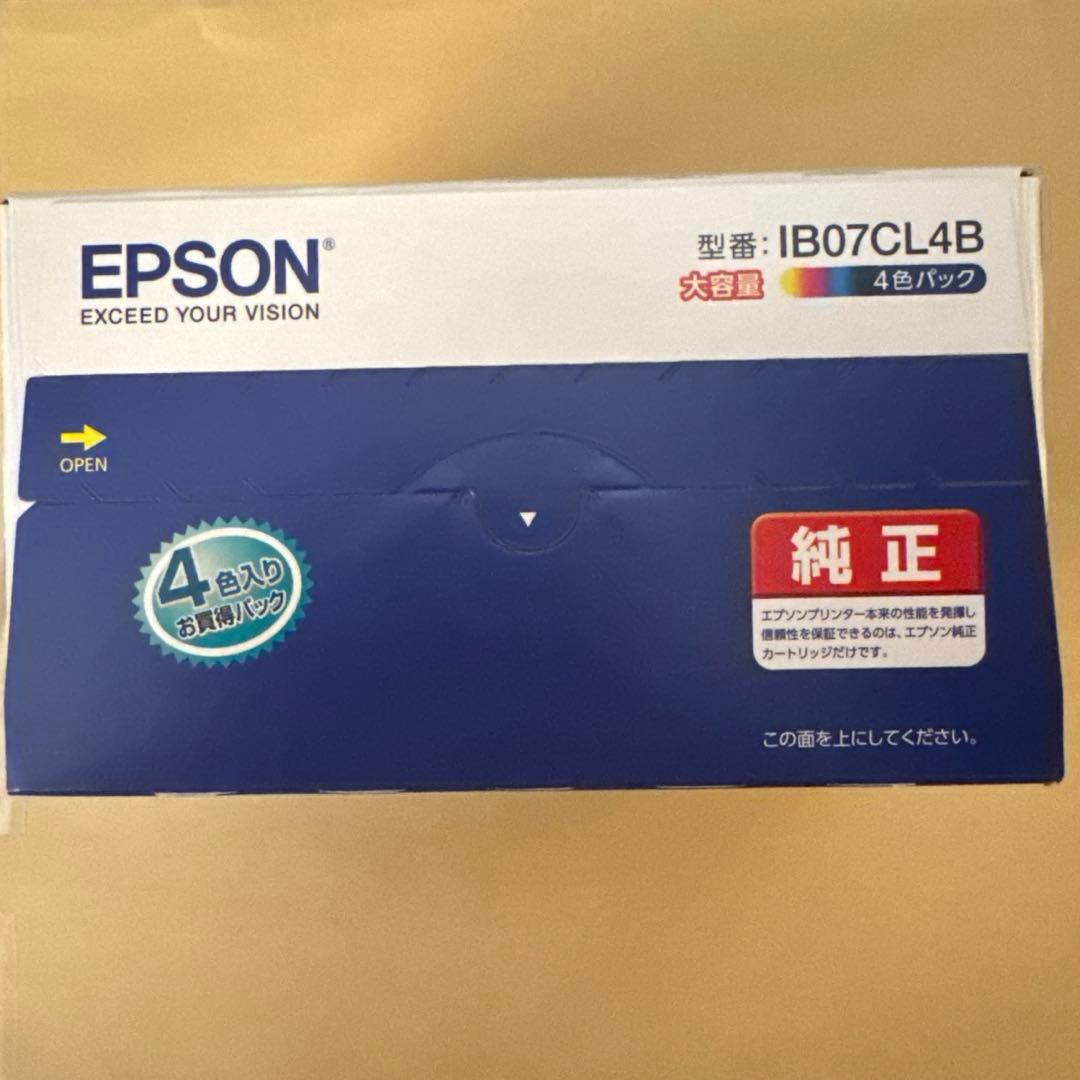 EPSON®
EXCEED YOUR VISION
型番: IB07CL4B
大容量 4色パック
OPEN
4色入り
お買得パック
純正
エプソンプリンター本来の性能を発揮し
信頼性を保証できるのは、エプソン純正
カートリッジだけです。
この面を上にしてください。